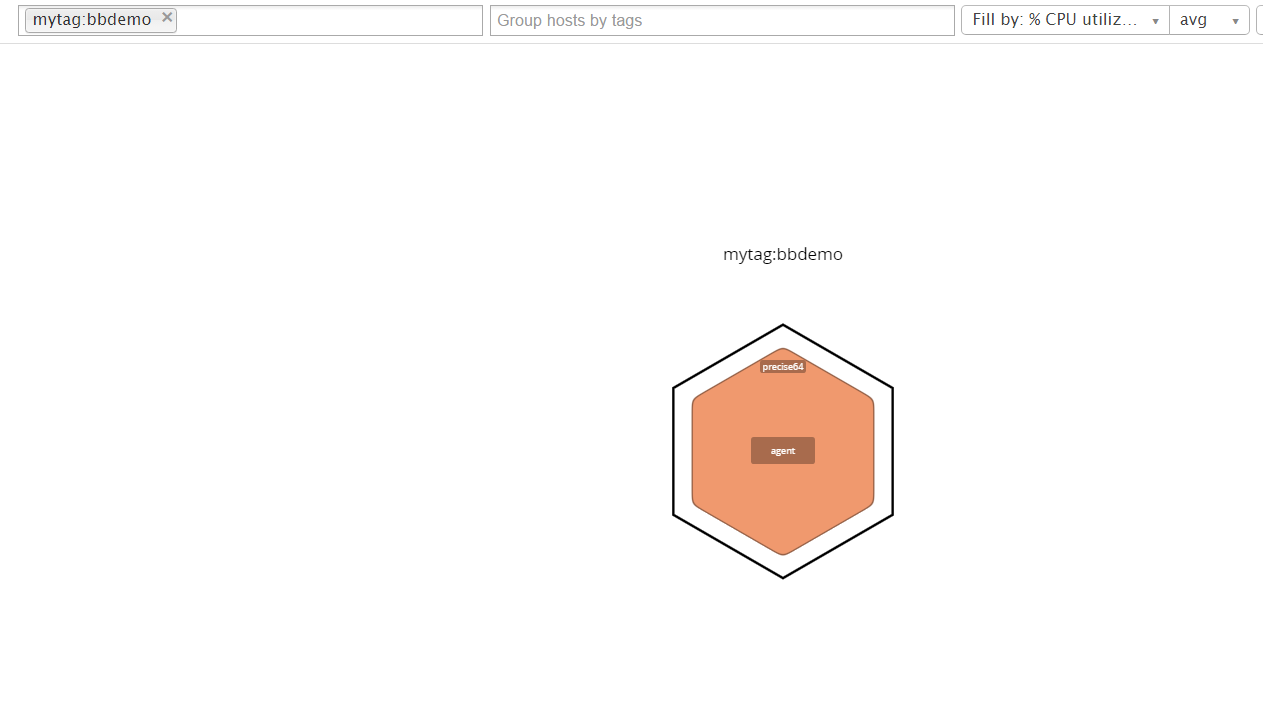 mytag:bbdemo ×
Group hosts by tags
Fill by: % CPU utiliz...
avg
mytag:bbdemo
precise64
agent